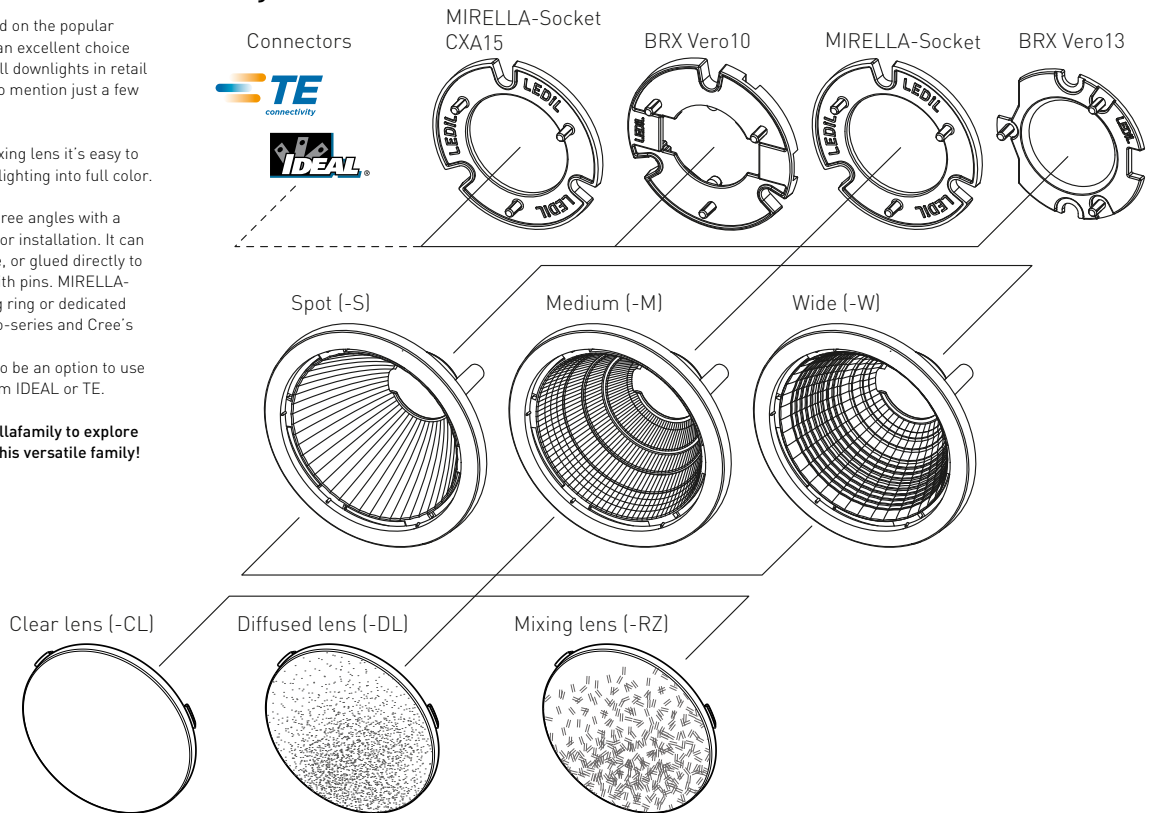 d on the popular
an excellent choice
ll downlights in retail
o mention just a few
xing lens it's easy to
lighting into full color.
ree angles with a
or installation. It can
e, or glued directly to
th pins. MIRELLA-
g ring or dedicated
o-series and Cree's
o be an option to use
m IDEAL or TE.
llafamily to explore
his versatile family!
Connectors
MIRELLA-Socket
CXA15
BRX Vero10
MIRELLA-Socket
BRX Vero13
TE
connectivity
IDEAL®
LEDIL
LEDIL
LEDIL
LEDIL
LEDIL
LEDIL
LEDIL
LEDIL
LEDIL
Spot (-S)
Medium (-M)
Wide (-W)
Clear lens (-CL)
Diffused lens (-DL)
Mixing lens (-RZ)